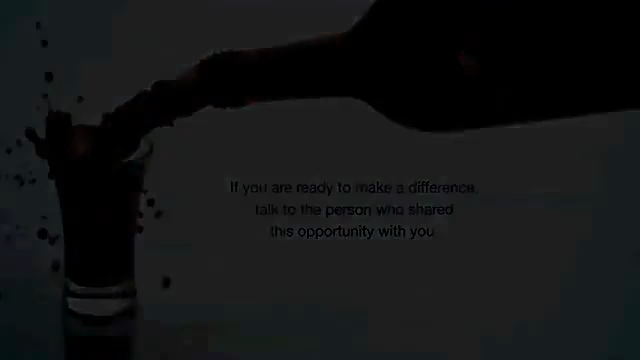 If you are ready to make a difference,
talk to the person who shared
this opportunity with you